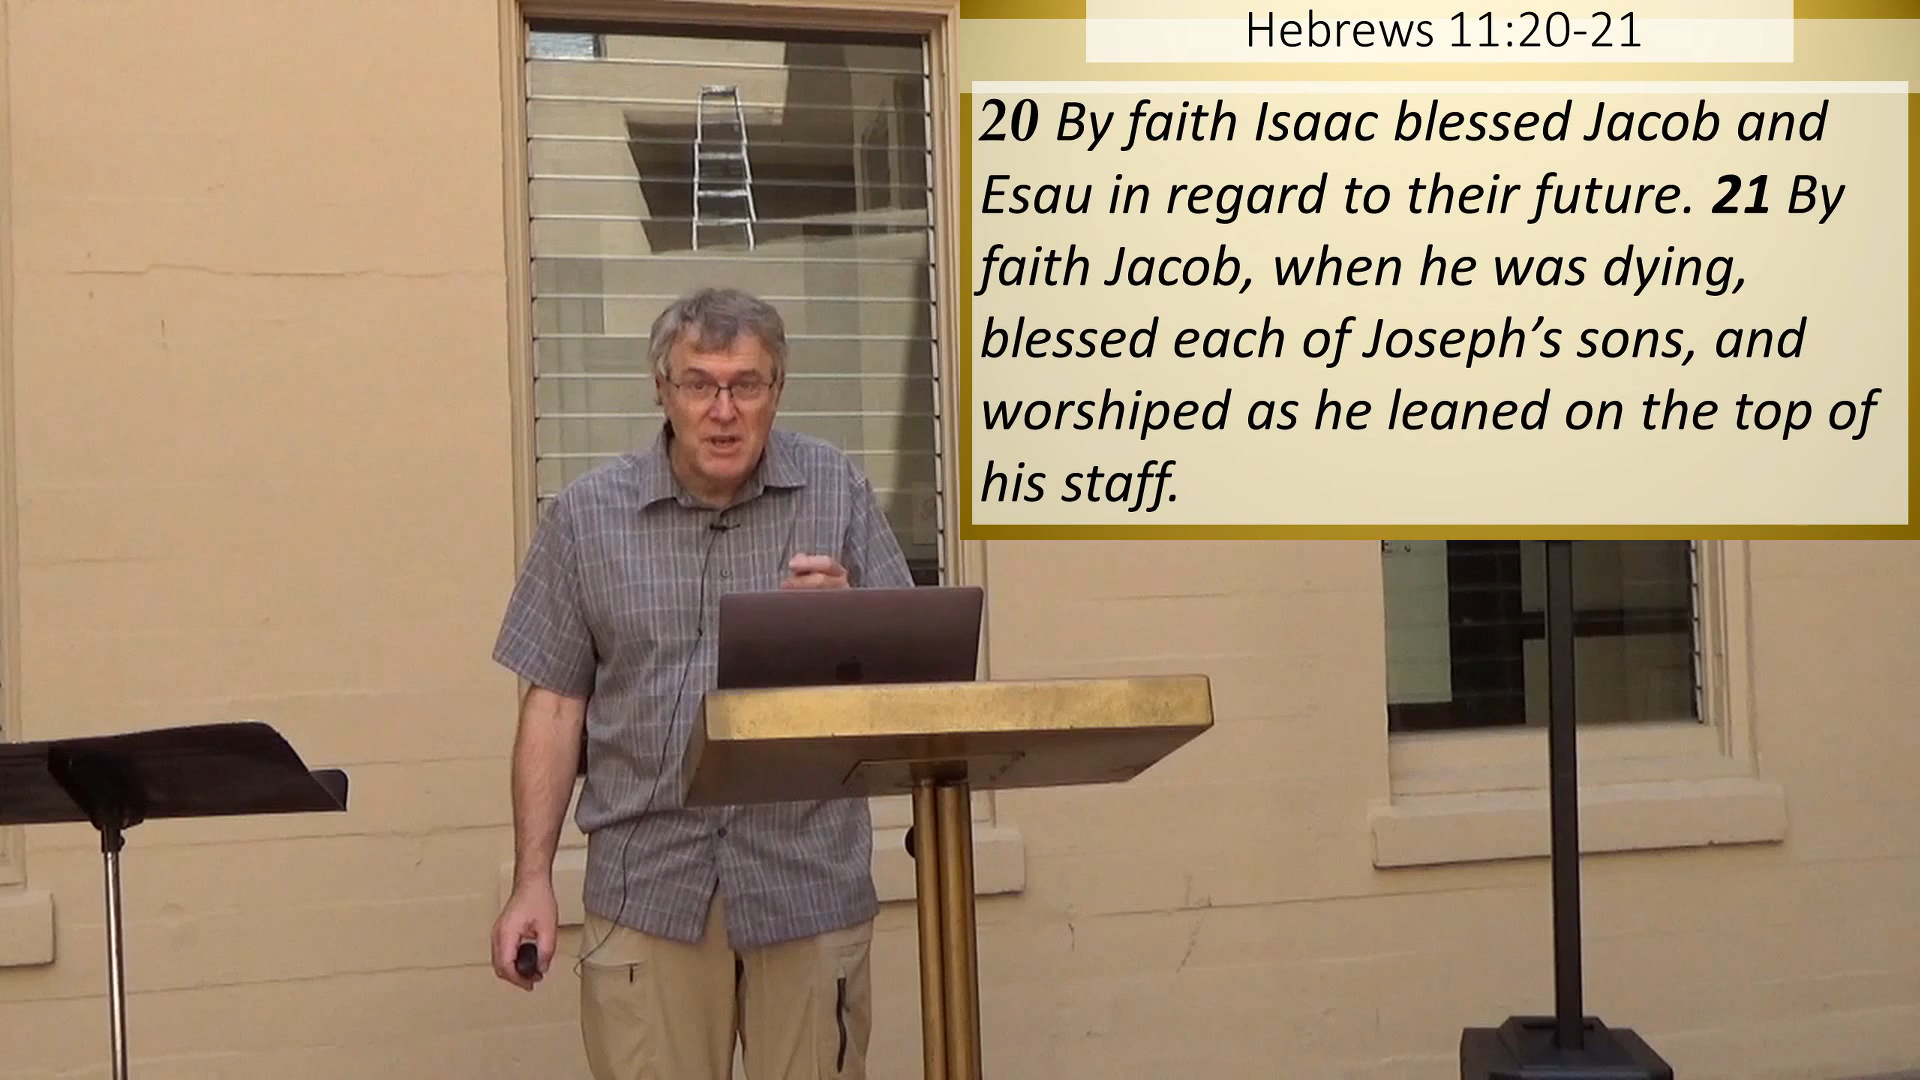 Hebrews 11:20-21
20 By faith Isaac blessed Jacob and
Esau in regard to their future. 21 By
faith Jacob, when he was dying,
blessed each of Joseph’s sons, and
worshiped as he leaned on the top of
his staff.